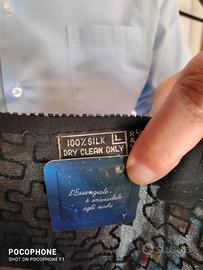 100% SILK L
DRY CLEAN ONLY
L'Essenziale
è invisibile
agli occhi
POCOPHONE
SHOT ON POCOPHONE F1